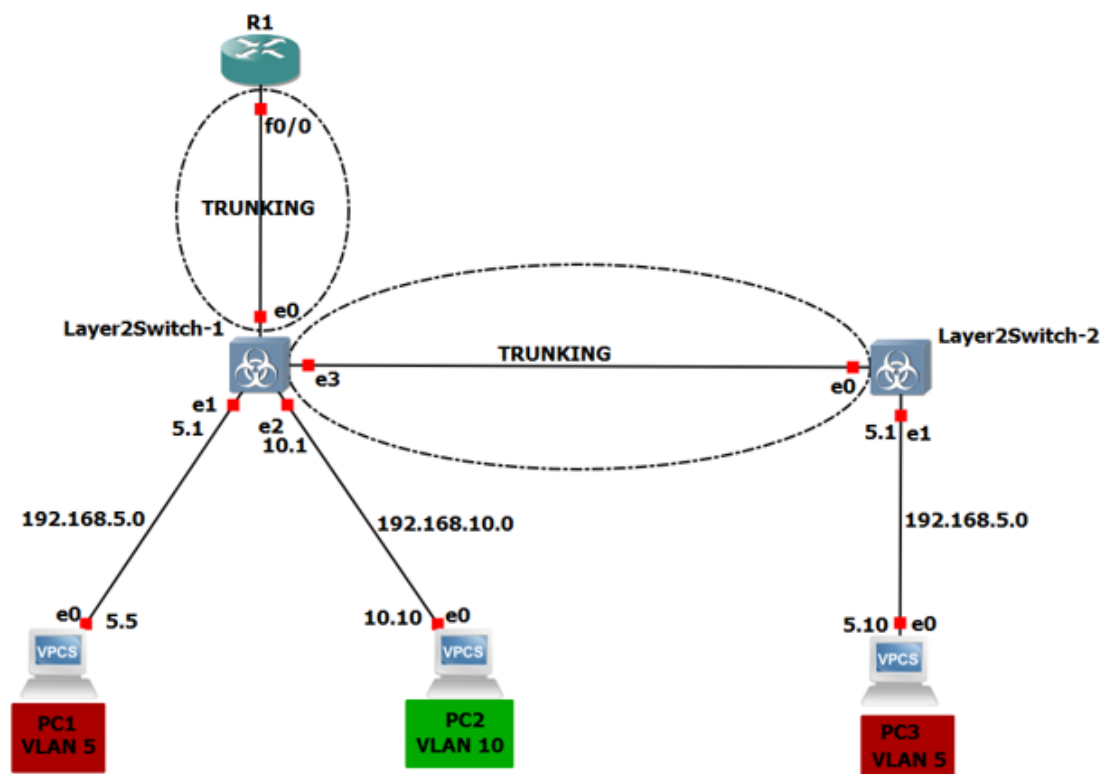 R1
f0/0
TRUNKING
e0
Layer2Switch-1
TRUNKING
Layer2Switch-2
e3
e0
e1
5.1
e2
10.1
5.1
e1
192.168.5.0
192.168.10.0
192.168.5.0
e0
5.5
10.10
e0
5.10
e0
VPCS
VPCS
VPCS
PC1
VLAN 5
PC2
VLAN 10
PC3
VLAN 5